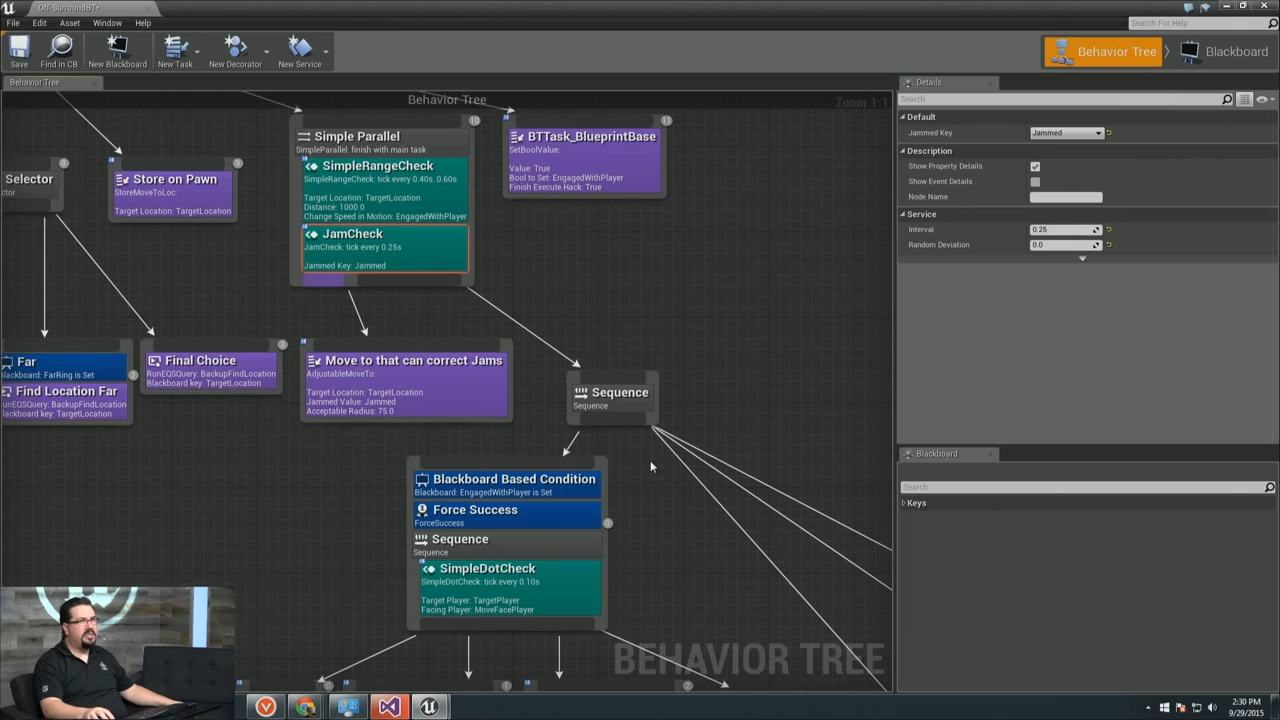 Off-SurroundBT*
File Edit Asset Window Help
Search For Help
Save
Find in CB
New Blackboard
New Task
New Decorator
New Service
Behavior Tree
Blackboard
Behavior Tree
Behavior Tree
Zoom 1:1
Selector
Store on Pawn
StoreMoveToLoc:
Target Location: TargetLocation
Simple Parallel
SimpleParallel: finish with main task
SimpleRangeCheck
SimpleRangeCheck: tick every 0.40s..0.60s
Target Location: TargetLocation
Distance: 1000.0
Change Speed in Motion: EngagedWithPlayer
JamCheck
JamCheck: tick every 0.25s
Jammed Key: Jammed
10
BTTask_BlueprintBase
SetBoolValue:
Value: True
Bool to Set: EngagedWithPlayer
Finish Execute Hack: True
11
Far
Blackboard: FarRing is Set
Find Location Far
RunEQSQuery: BackupFindLocation
Blackboard key: TargetLocation
Final Choice
RunEQSQuery: BackupFindLocation
Blackboard key: TargetLocation
Move to that can correct Jams
AdjustableMoveTo:
Target Location: TargetLocation
Jammed Value: Jammed
Acceptable Radius: 75.0
Sequence
Sequence
Blackboard Based Condition
Blackboard: EngagedWithPlayer is Set
Force Success
ForceSuccess
Sequence
Sequence
SimpleDotCheck
SimpleDotCheck: tick every 0.10s
Target Player: TargetPlayer
Facing Player: MoveFacePlayer
BEHAVIOR TREE
Details
Search
Default
Jammed Key
Jammed
Description
Show Property Details
Show Event Details
Node Name
Service
Interval
0.25
Random Deviation
0.0
Blackboard
Search
Keys
2:30 PM
9/29/2015